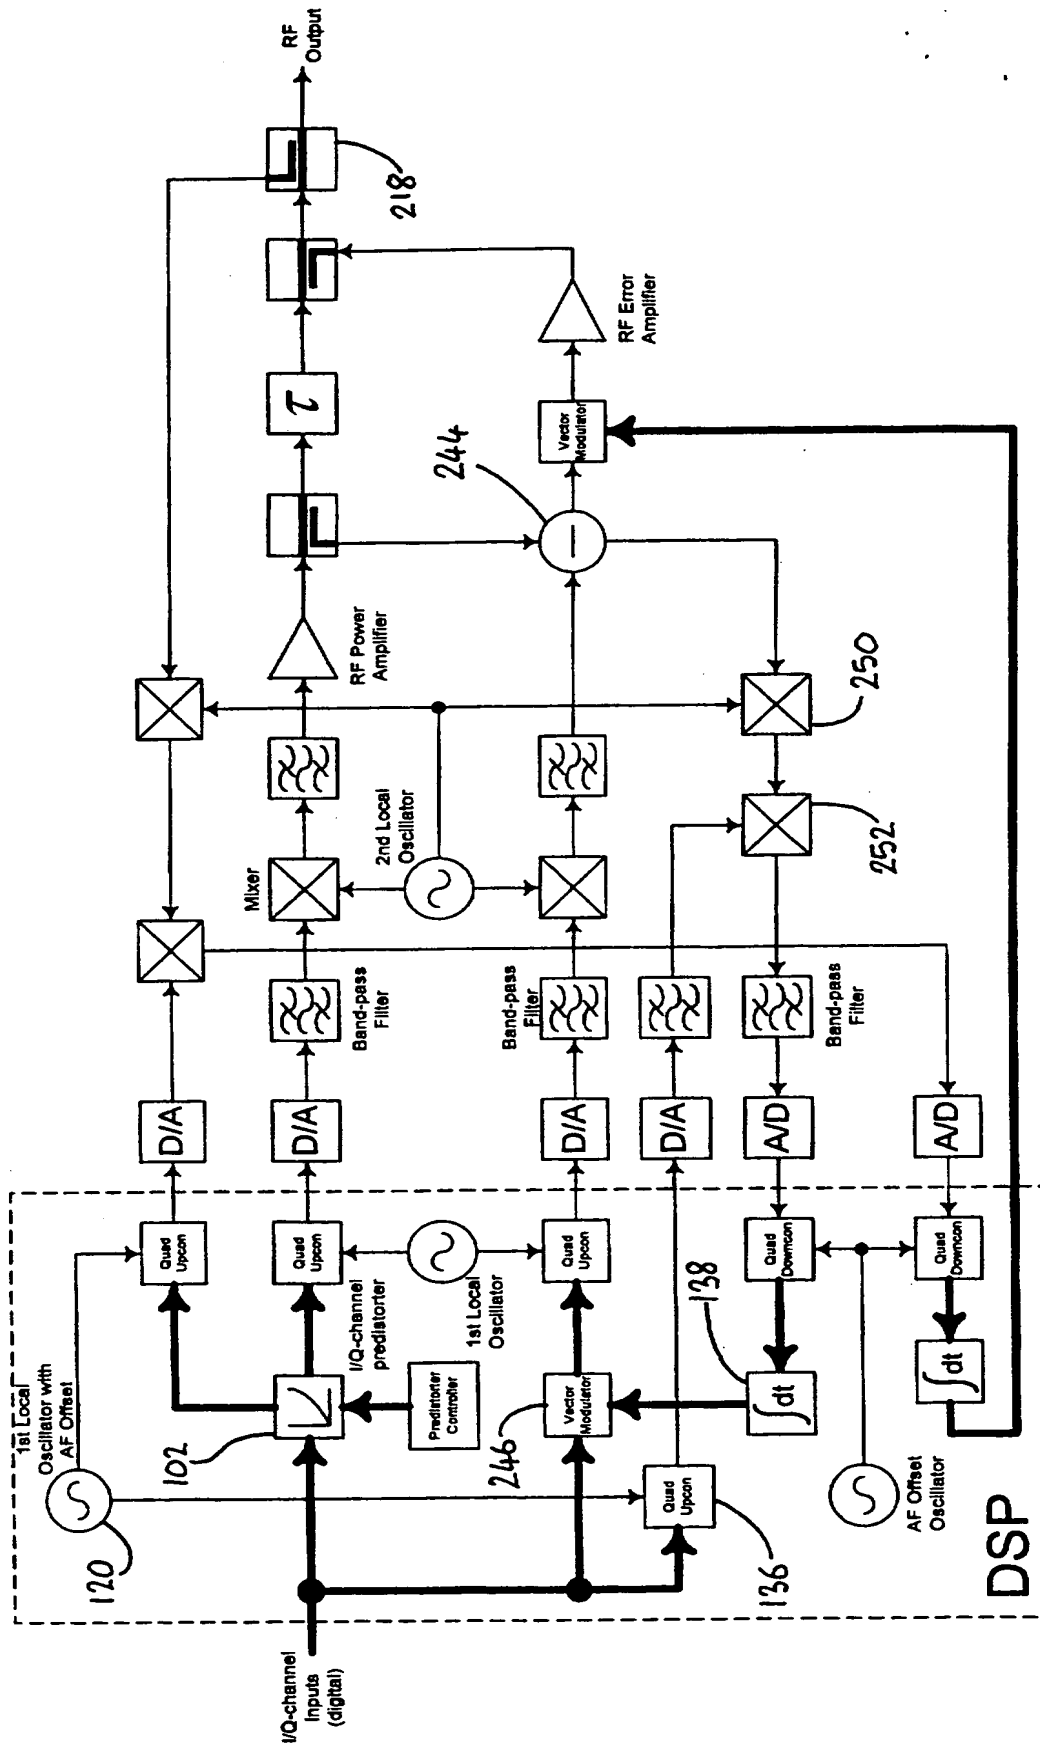 I/Q-channel
Inputs
(digital)
120
1st Local
Oscillator with
AF Offset
102
I/Q-channel
predistorter
Predistorter
Controller
Quad
Upcon
Quad
Upcon
1st Local
Oscillator
Quad
Upcon
246
Vector
Modulator
138
∫dt
Quad
Upcon
136
Quad
Downcon
Quad
Downcon
∫dt
AF Offset
Oscillator
DSP
D/A
D/A
D/A
D/A
A/D
A/D
Band-pass
Filter
Band-pass
Filter
Band-pass
Filter
Mixer
2nd Local
Oscillator
252
250
RF Power
Amplifier
244
τ
Vector
Modulator
RF Error
Amplifier
218
RF
Output